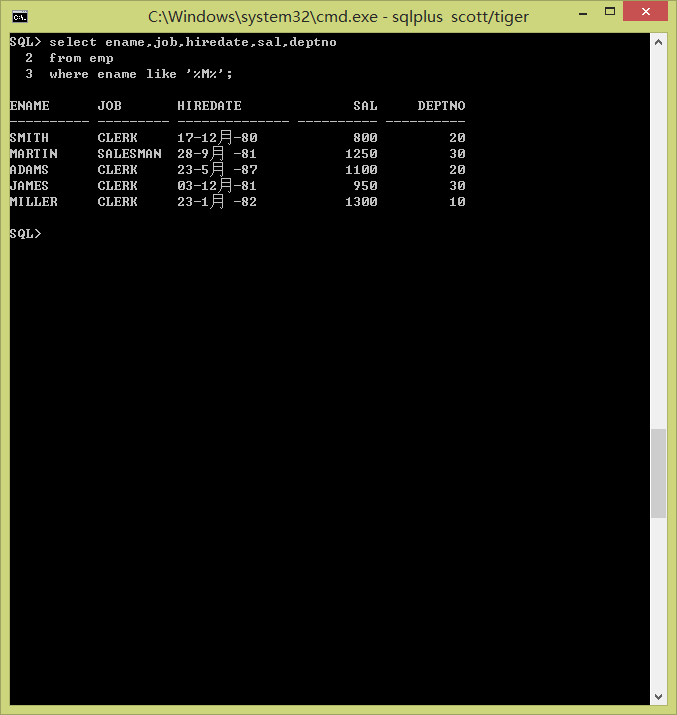 C:\Windows\system32\cmd.exe - sqlplus  scott/tiger
SQL> select ename,job,hiredate,sal,deptno
  2  from emp
  3  where ename like '%M%';
ENAME      JOB       HIREDATE              SAL     DEPTNO
---------- --------- -------------- ---------- ----------
SMITH      CLERK     17-12月-80            800         20
MARTIN     SALESMAN  28-9月 -81           1250         30
ADAMS      CLERK     23-5月 -87           1100         20
JAMES      CLERK     03-12月-81            950         30
MILLER     CLERK     23-1月 -82           1300         10
SQL>